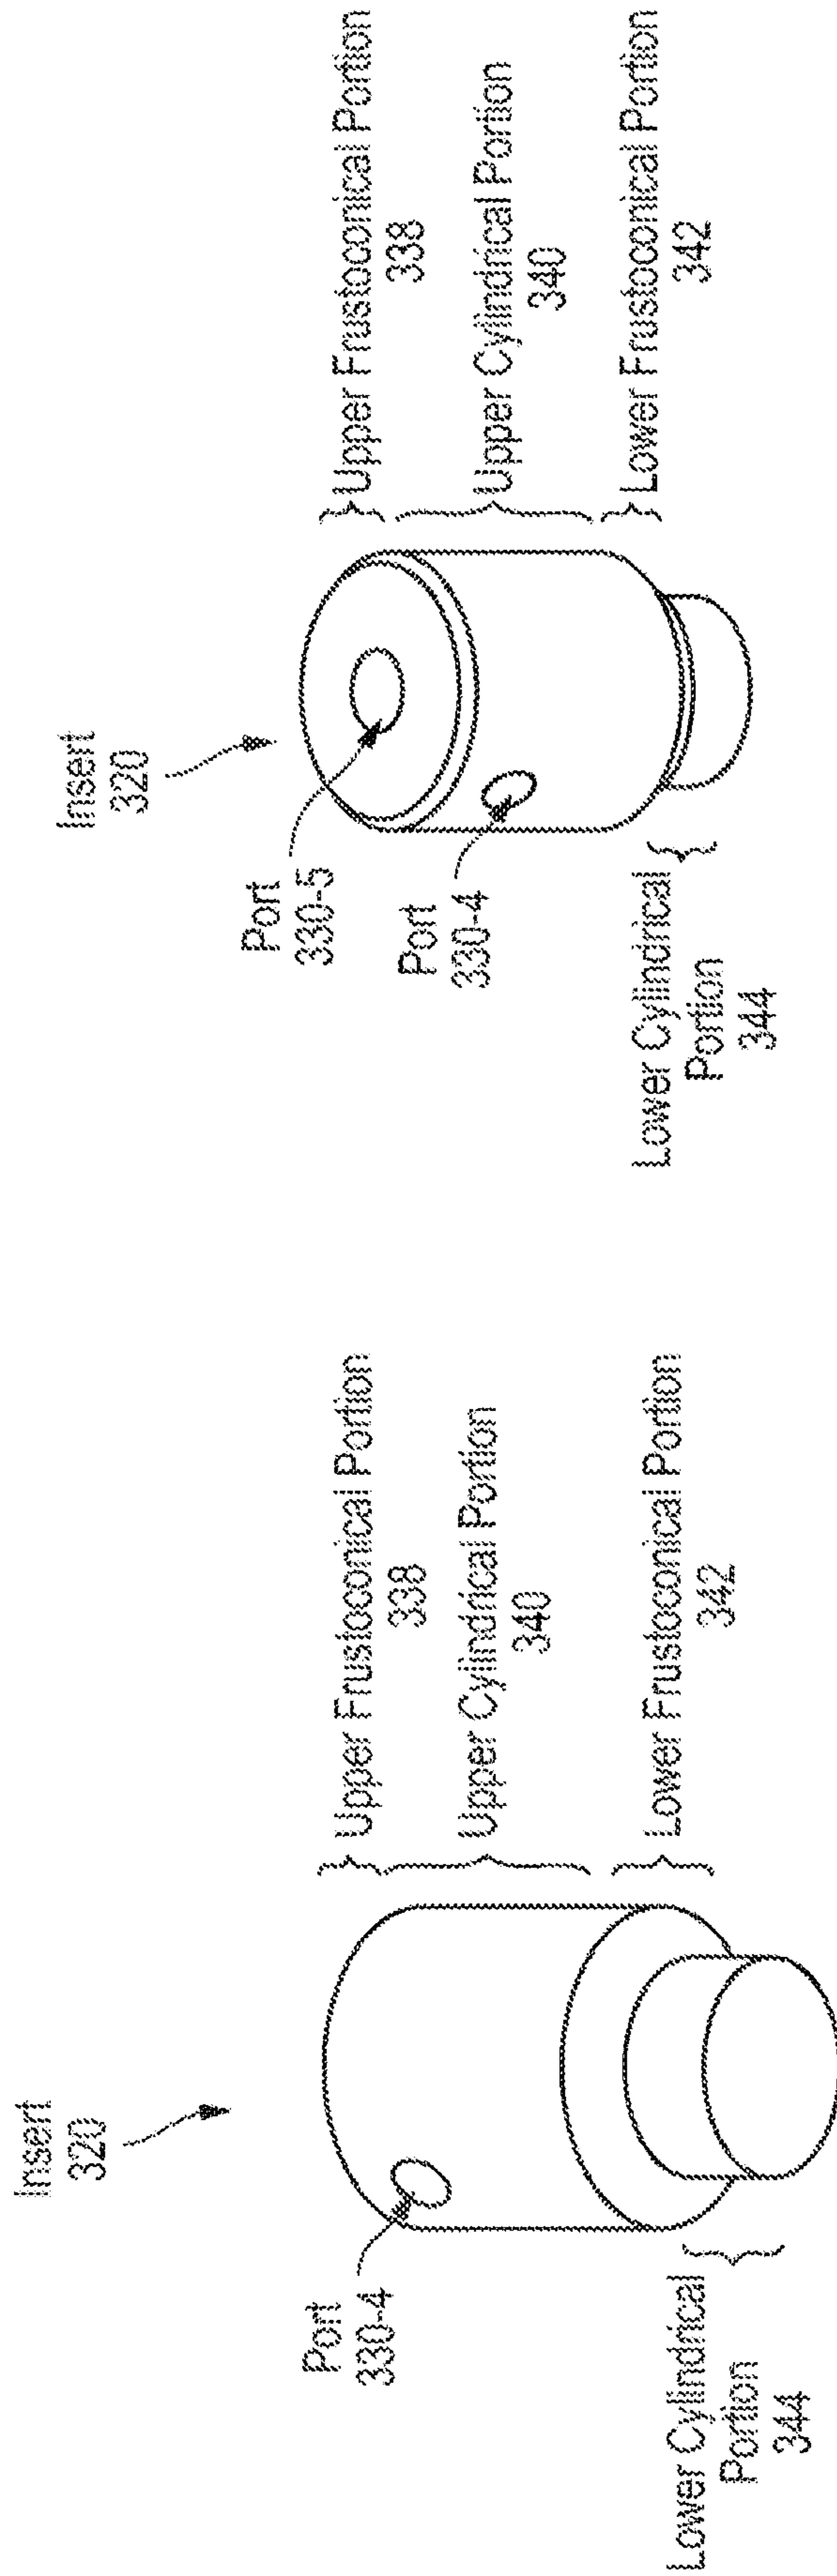 Insert
320
Port
330-4
Upper Frustoconical Portion
338
Upper Cylindrical Portion
340
Lower Frustoconical Portion
342
Lower Cylindrical
Portion
344
Insert
320
Port
330-5
Port
330-4
Upper Frustoconical Portion
338
Upper Cylindrical Portion
340
Lower Frustoconical Portion
342
Lower Cylindrical
Portion
344